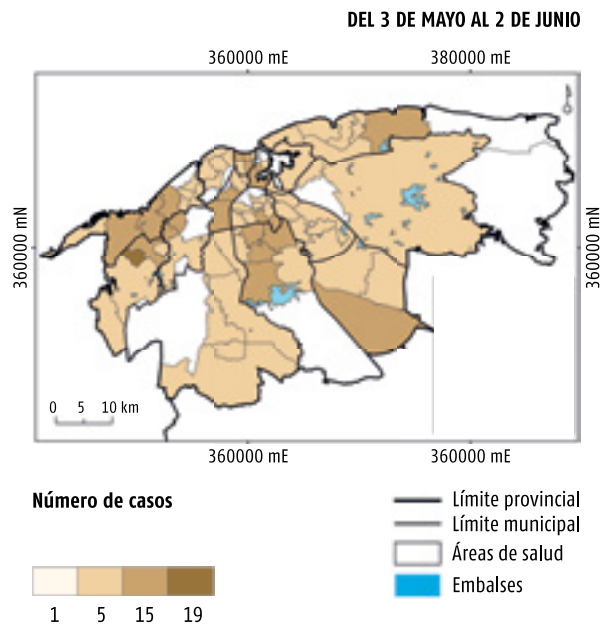 DEL 3 DE MAYO AL 2 DE JUNIO
360000 mE 380000 mE
360000 mN
360000 mN
0 5 10 km
360000 mE 360000 mE
Número de casos
1 5 15 19
Límite provincial
Límite municipal
Áreas de salud
Embalses